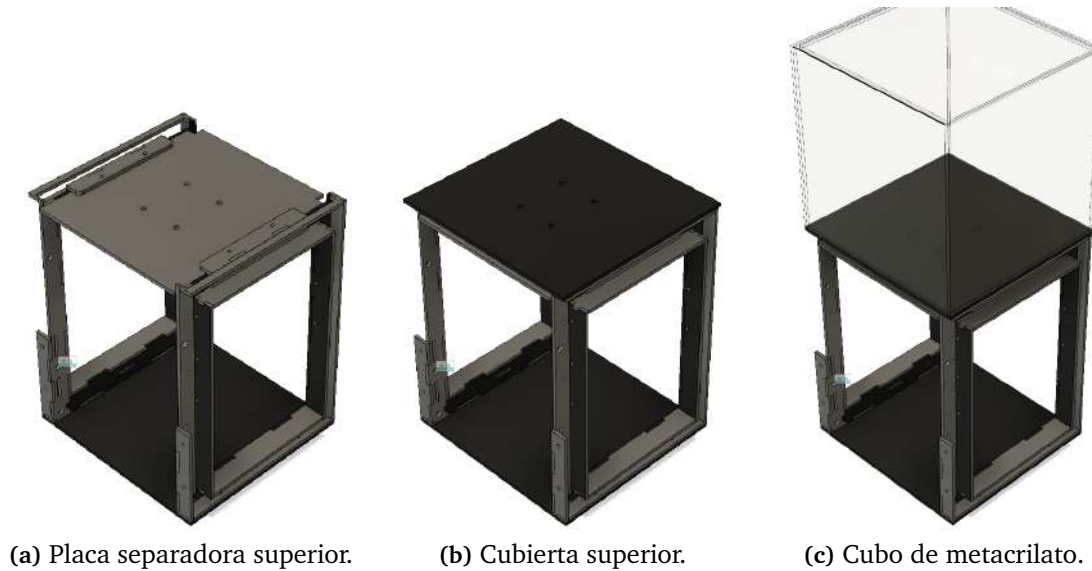 (a) Placa separadora superior.
(b) Cubierta superior.
(c) Cubo de metacrilato.